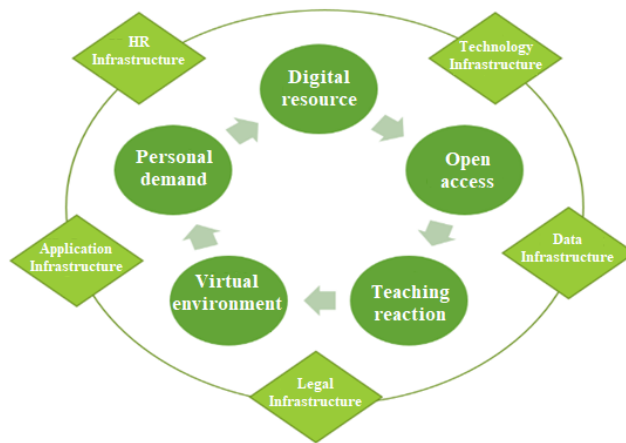 HR
Infrastructure
Technology
Infrastructure
Digital
resource
Personal
demand
Open
access
Application
Infrastructure
Data
Infrastructure
Virtual
environment
Teaching
reaction
Legal
Infrastructure